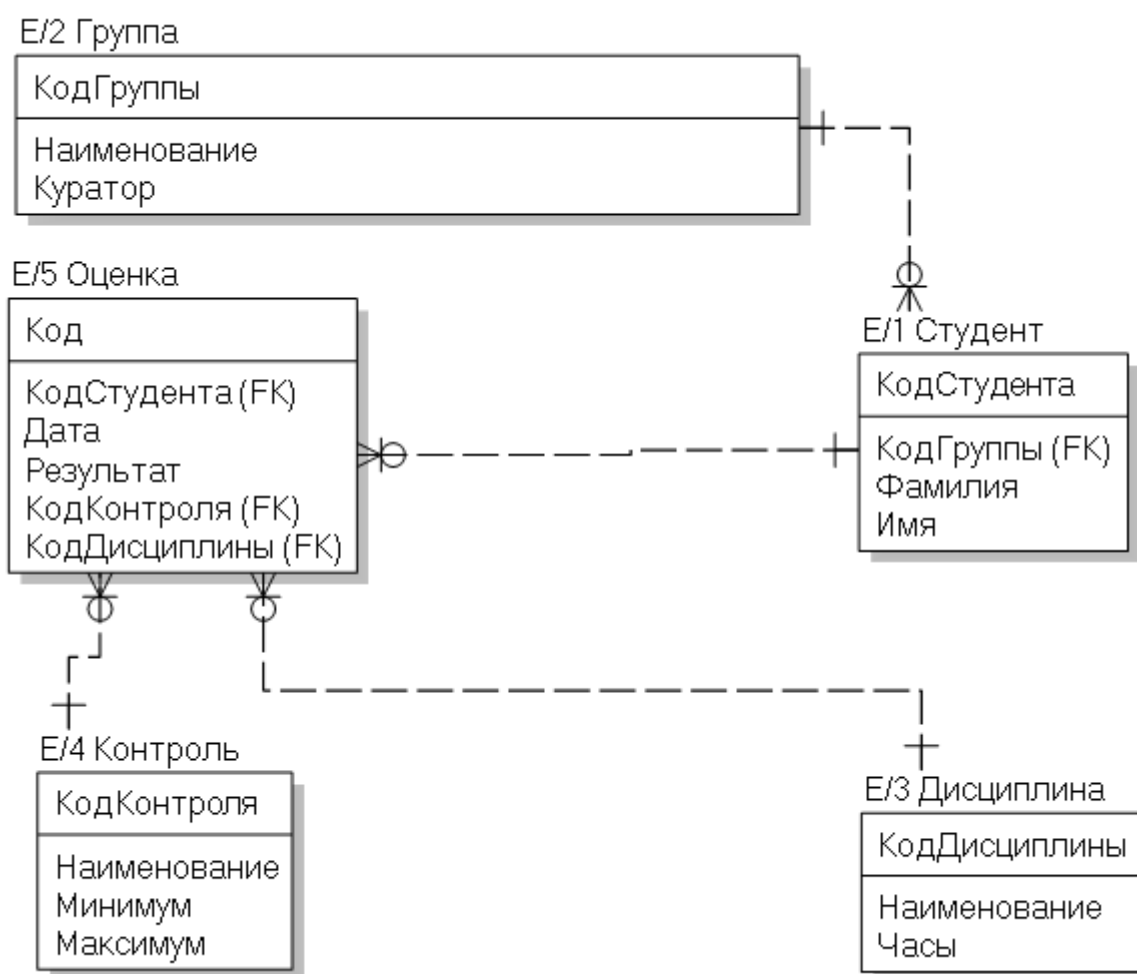 E/2 Группа
КодГруппы
Наименование
Куратор
E/5 Оценка
Код
КодСтудента (FK)
Дата
Результат
КодКонтроля (FK)
КодДисциплины (FK)
E/1 Студент
КодСтудента
КодГруппы (FK)
Фамилия
Имя
E/4 Контроль
КодКонтроля
Наименование
Минимум
Максимум
E/3 Дисциплина
КодДисциплины
Наименование
Часы